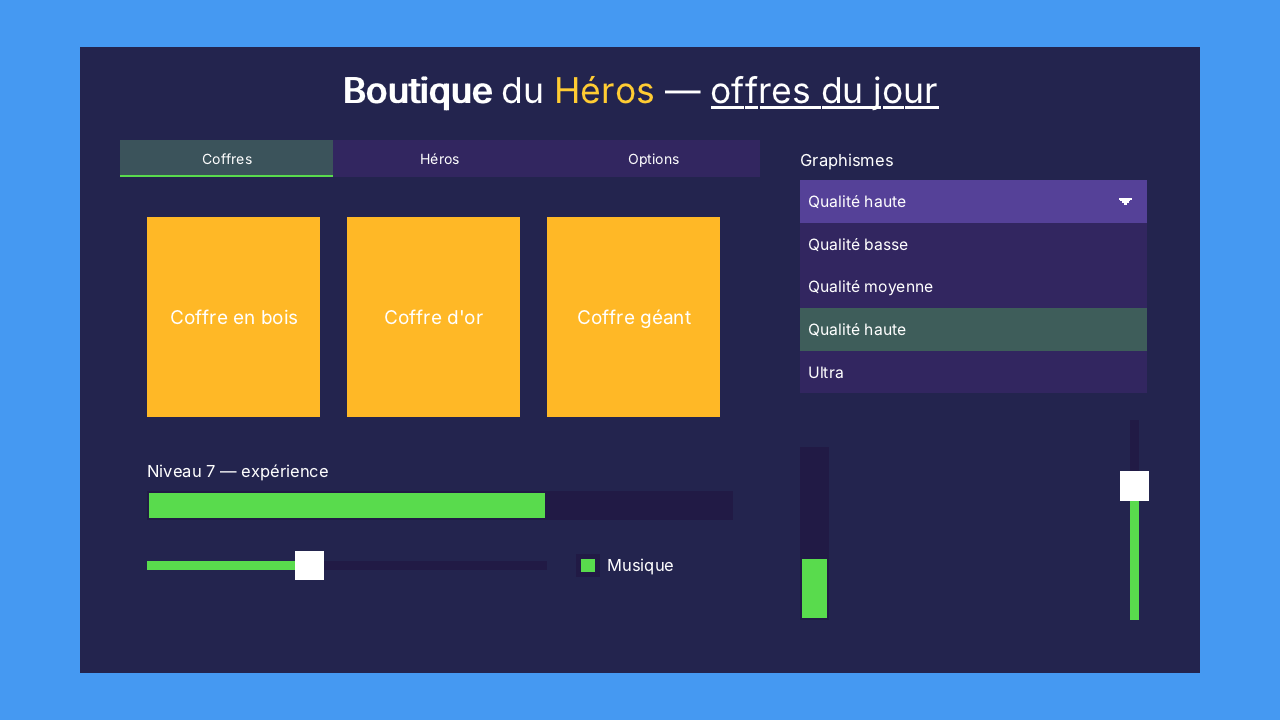 Boutique du Héros — offres du jour
Coffres
Héros
Options
Coffre en bois
Coffre d'or
Coffre géant
Niveau 7 — expérience
Musique
Graphismes
Qualité haute
Qualité basse
Qualité moyenne
Qualité haute
Ultra